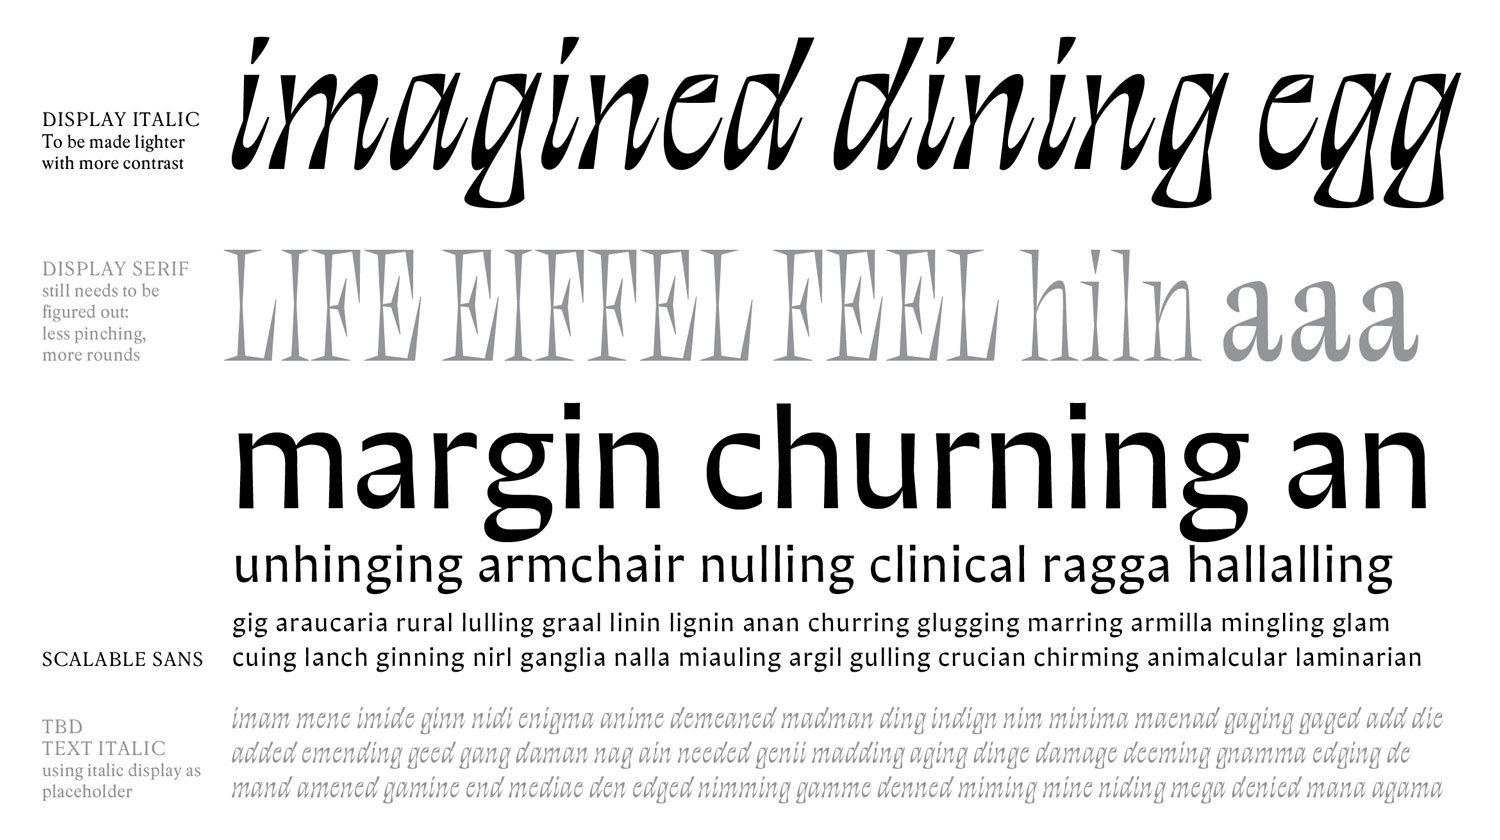 DISPLAY ITALIC
To be made lighter
with more contrast
imagined dining egg
DISPLAY SERIF
still needs to be
figured out:
less pinching,
more rounds
LIFE EIFFEL FEEL hiln aaa
margin churning an
unhinging armchair nulling clinical ragga hallalling
SCALABLE SANS
gig araucaria rural lulling graal linin lignin anan churring glugging marring armilla mingling glam
cuing lanch ginning nirl ganglia nalla miauling argil gulling crucian chirming animalcular laminarian
TBD
TEXT ITALIC
using italic display as
placeholder
imam mene imide ginn nidi enigma anime demeaned madman ding indign nim minima maenad gaging gaged add die
added emending geed gang daman nag ain needed genii madding aging dinge damage deeming gnamma edging de
mand amened gamine end mediae den edged nimming gamme denned miming mine niding mega denied mana agama